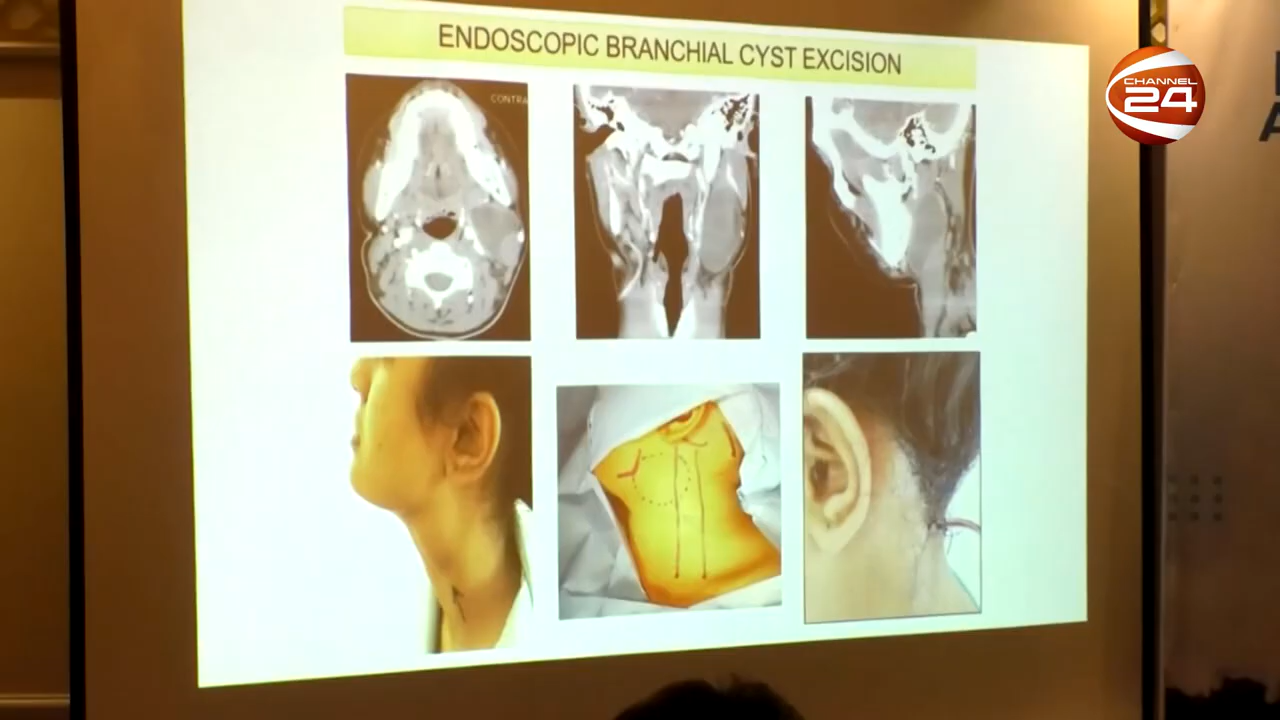 ENDOSCOPIC BRANCHIAL CYST EXCISION
CONTRA
CHANNEL
24